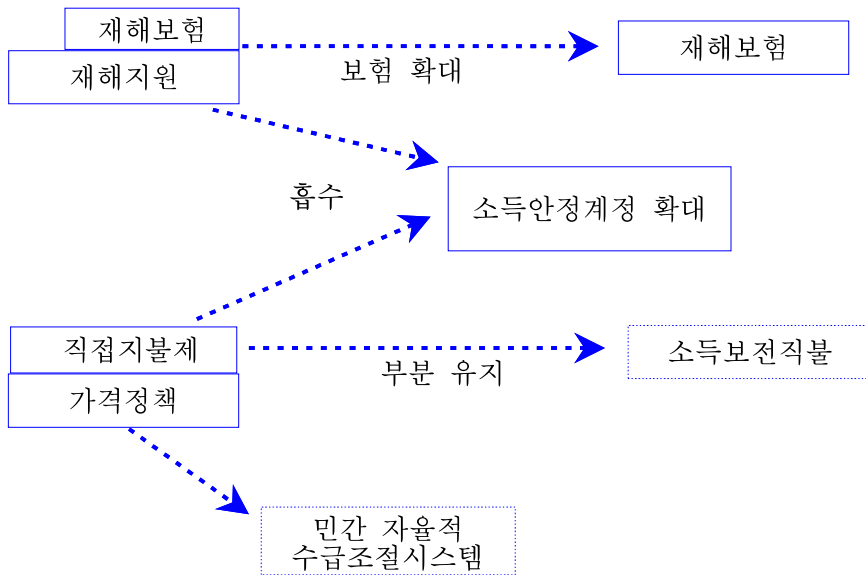 재해보험
재해지원
보험 확대
재해보험
흡수
소득안정계정 확대
직접지불제
가격정책
부분 유지
소득보전직불
민간 자율적
수급조절시스템